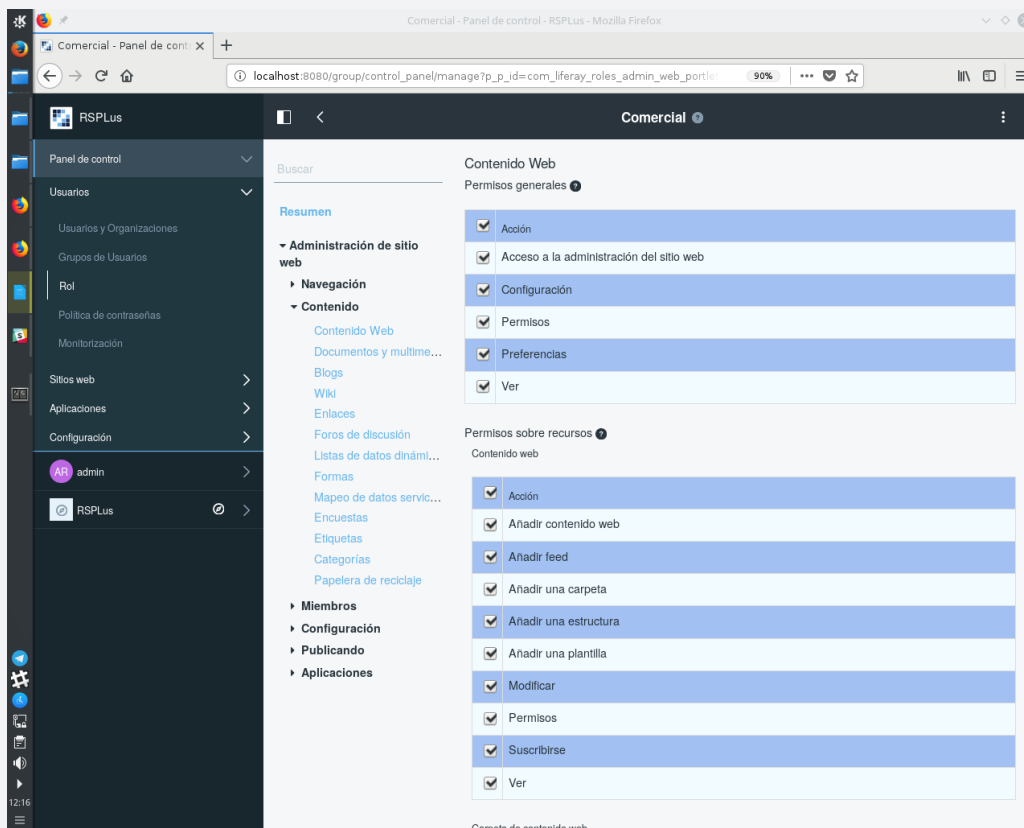 Comercial - Panel de control - RSPLus - Mozilla Firefox
Comercial - Panel de cont
localhost:8080/group/control_panel/manage?p_p_id=com_liferay_roles_admin_web_portle
90%
RSPLus
Comercial
Panel de control
Usuarios
Usuarios y Organizaciones
Grupos de Usuarios
Rol
Política de contraseñas
Monitorización
Sitios web
Aplicaciones
Configuración
AR admin
RSPLus
12:16
Buscar
Resumen
Administración de sitio
web
Navegación
Contenido
Contenido Web
Documentos y multime...
Blogs
Wiki
Enlaces
Foros de discusión
Listas de datos dinámi...
Formas
Mapeo de datos servic...
Encuestas
Etiquetas
Categorías
Papelera de reciclaje
Miembros
Configuración
Publicando
Aplicaciones
Contenido Web
Permisos generales
Acción
Acceso a la administración del sitio web
Configuración
Permisos
Preferencias
Ver
Permisos sobre recursos
Contenido web
Acción
Añadir contenido web
Añadir feed
Añadir una carpeta
Añadir una estructura
Añadir una plantilla
Modificar
Permisos
Suscribirse
Ver